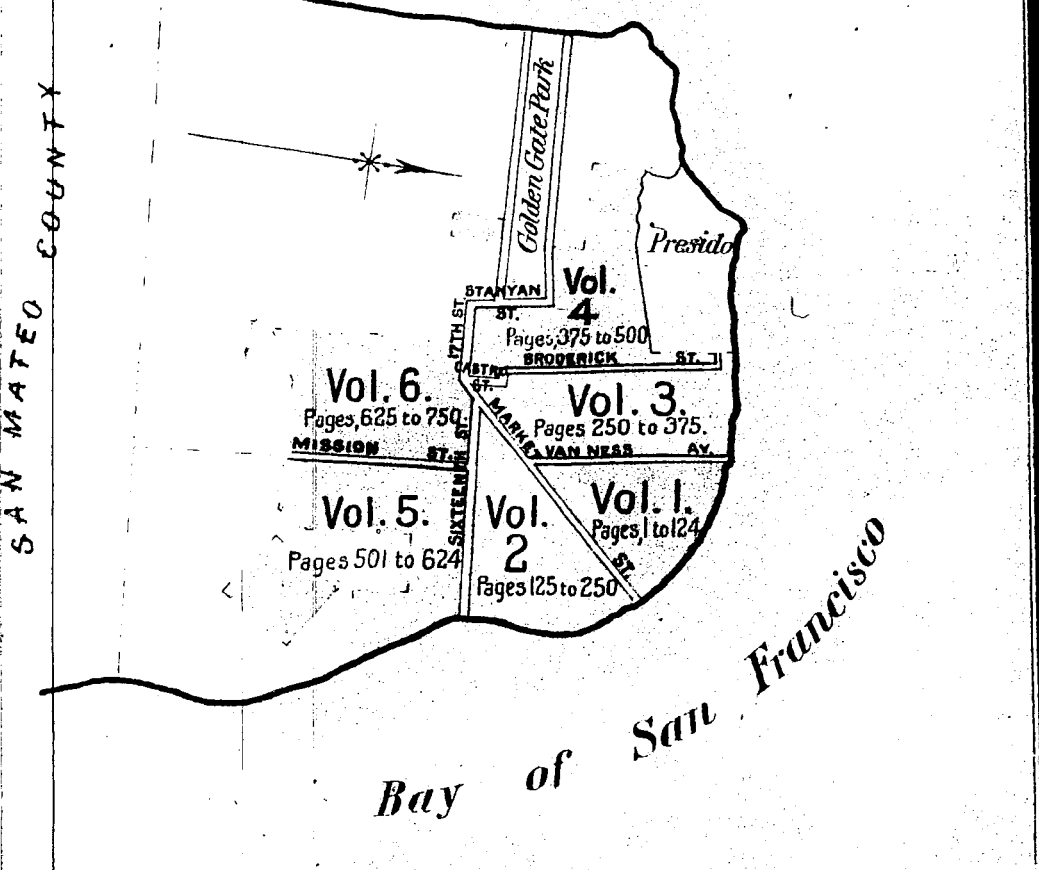 SAN MATEO COUNTY
Golden Gate Park
Presido
STANYAN
ST.
17TH ST.
Vol.
4
Pages, 375 to 500
BRODERICK ST.
CASTRO
ST.
Vol. 6.
Pages, 625 to 750.
MARKET ST.
Vol. 3.
Pages 250 to 375.
MISSION ST.
VAN NESS AV.
SIXTEENTH ST.
Vol. 5.
Pages 501 to 624
Vol.
2
Pages 125 to 250
Vol. 1.
Pages, 1 to 124
Bay of San Francisco